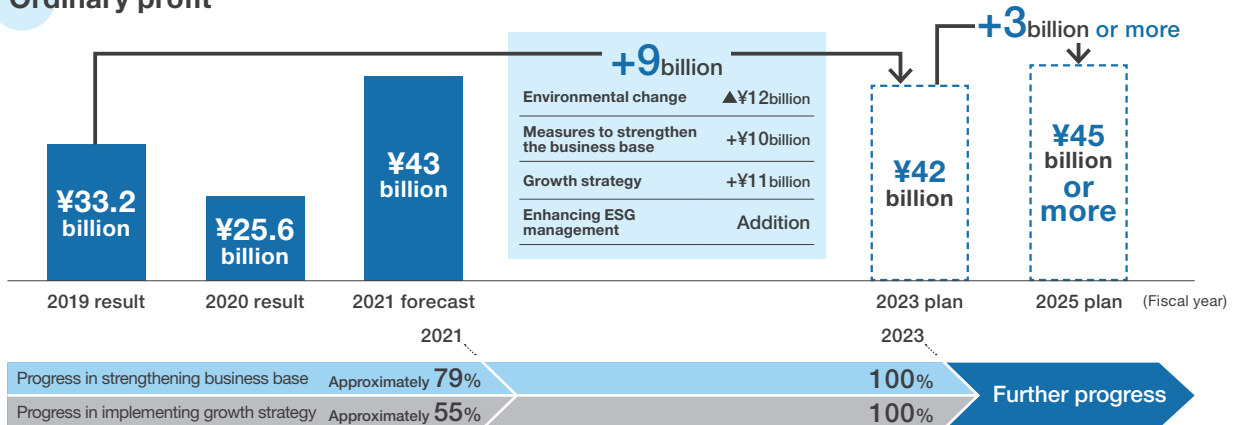 Ordinary profit
+3billion or more
+9billion
Environmental change ▲¥12billion
Measures to strengthen
the business base +¥10billion
Growth strategy +¥11billion
Enhancing ESG
management Addition
¥33.2
billion
¥25.6
billion
¥43
billion
¥42
billion
¥45
billion
or
more
2019 result
2020 result
2021 forecast
2023 plan
2025 plan
(Fiscal year)
2021
2023
Progress in strengthening business base Approximately 79% 100%
Progress in implementing growth strategy Approximately 55% 100%
Further progress